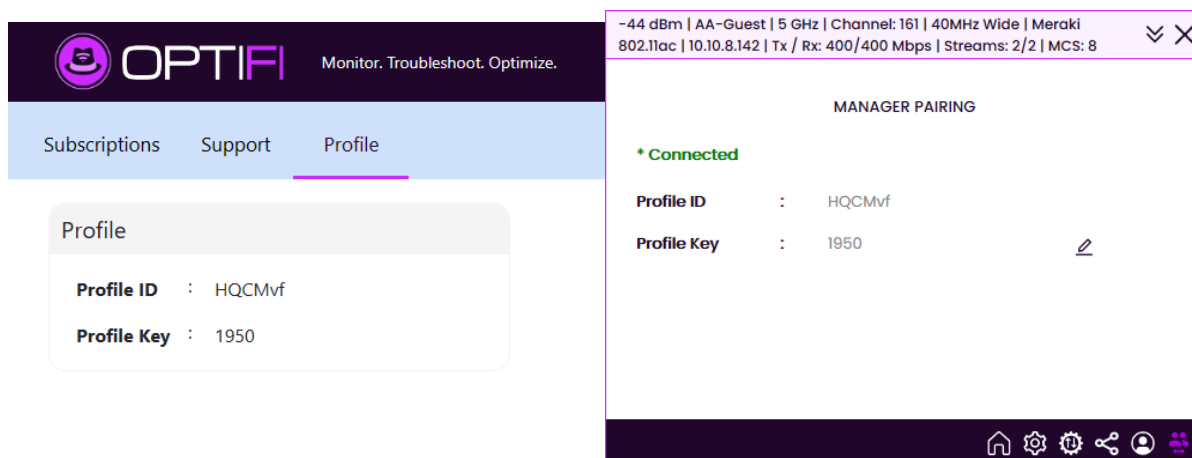 OPTIFI
Monitor. Troubleshoot. Optimize.
Subscriptions Support Profile
Profile
Profile ID : HQCMvf
Profile Key : 1950
-44 dBm | AA-Guest | 5 GHz | Channel: 161 | 40MHz Wide | Meraki
802.11ac | 10.10.8.142 | Tx / Rx: 400/400 Mbps | Streams: 2/2 | MCS: 8
MANAGER PAIRING
* Connected
Profile ID : HQCMvf
Profile Key : 1950